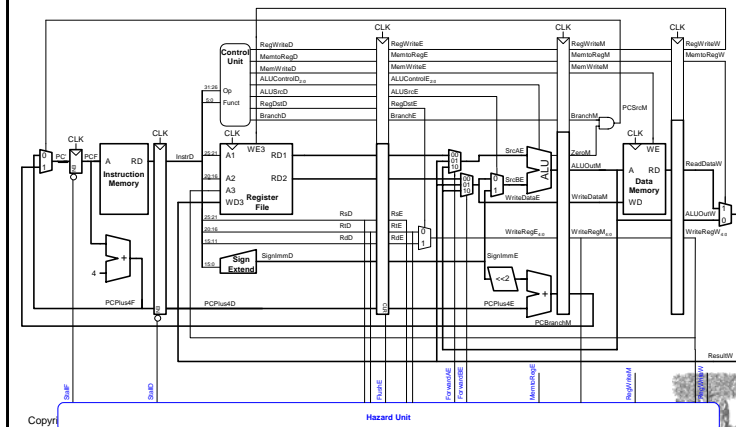 CLK
CLK
CLK
Control
Unit
RegWriteD
RegWriteE
RegWriteM
RegWriteW
MemtoRegD
MemtoRegE
MemtoRegM
MemtoRegW
MemWriteD
MemWriteE
MemWriteM
ALUControlD2:0
ALUControlE2:0
31:26
Op
ALUSrcD
ALUSrcE
PCSrcM
5:0
Funct
RegDstD
RegDstE
BranchD
BranchE
BranchM
CLK
CLK
CLK
CLK
WE3
WE
0
1
PC'
EN
PCF
A
RD
Instruction
Memory
InstrD
25:21
A1
RD1
00
01
10
SrcAE
ZeroM
20:16
A2
RD2
00
01
10
0
1
SrcBE
ALU
ALUOutM
A
RD
Data
Memory
WD
ReadDataW
A3
WD3
Register
File
WriteDataE
WriteDataM
ALUOutW
1
0
25:21
RsD
RsE
20:16
RtD
RtE
15:11
RdD
RdE
0
1
WriteRegE4:0
WriteRegM4:0
WriteRegW4:0
+
4
15:0
Sign
Extend
SignImmD
SignImmE
<<2
+
PCPlus4F
PCPlus4D
PCPlus4E
EN
CLR
PCBranchM
ResultW
StallF
StallD
FlushE
ForwardAE
ForwardBE
MemtoRegE
RegWriteM
RegWriteW
Hazard Unit
Copyri